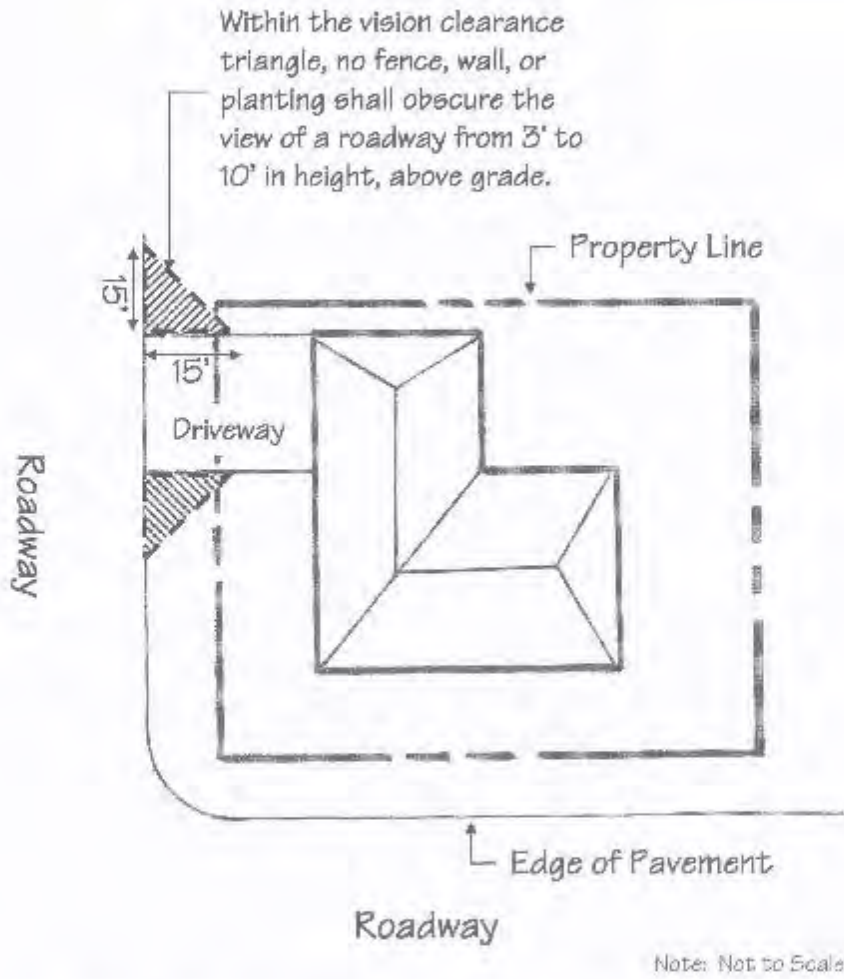 Within the vision clearance
triangle, no fence, wall, or
planting shall obscure the
view of a roadway from 3' to
10' in height, above grade.
Property Line
15'
15'
Driveway
Roadway
Edge of Pavement
Roadway
Note: Not to Scale